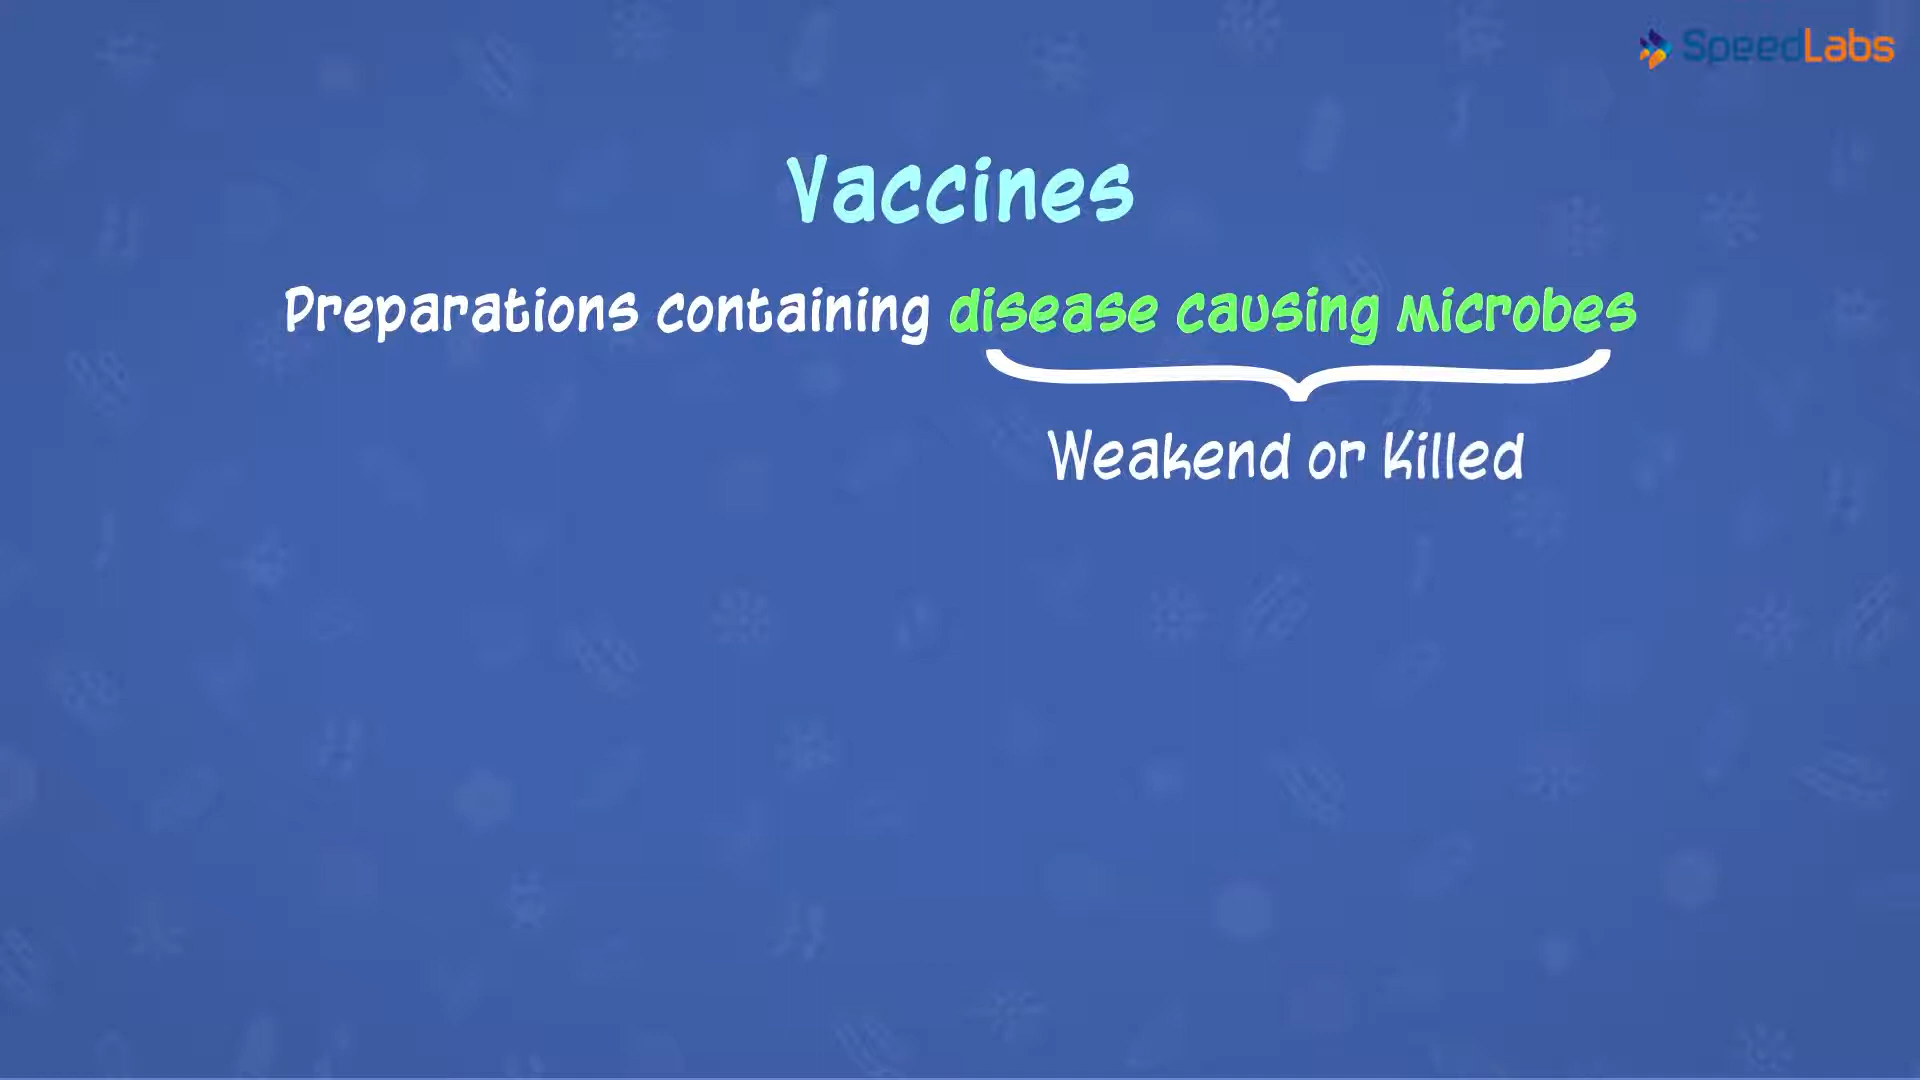 SpeedLabs
Vaccines
Preparations containing disease causing microbes
Weakend or Killed